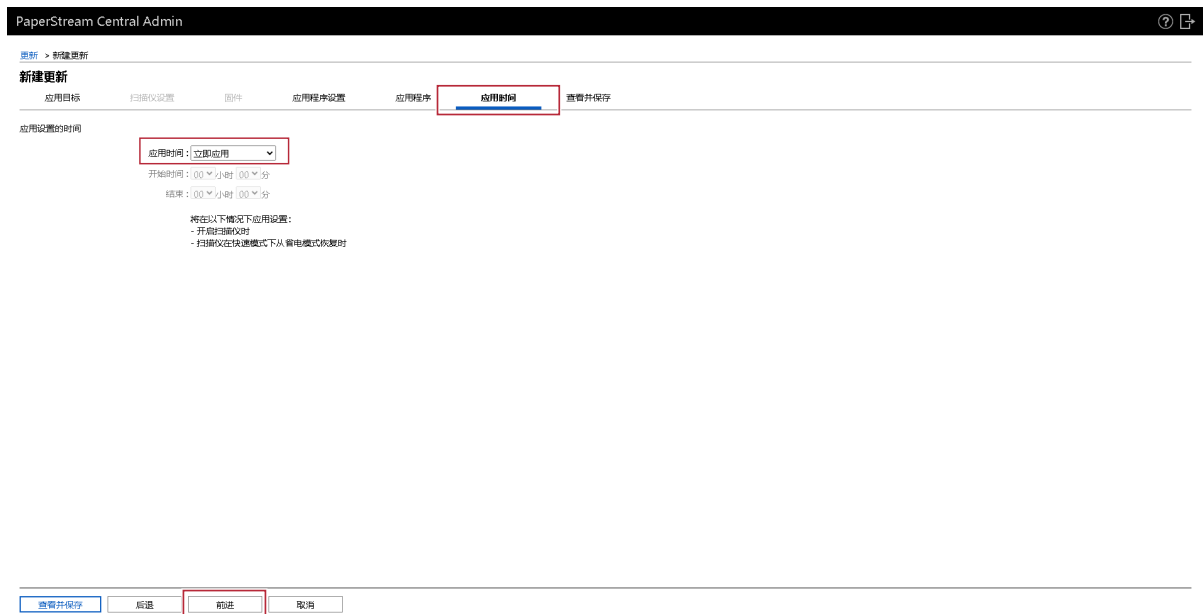 PaperStream Central Admin
更新 > 新建更新
新建更新
应用目标 扫描仪设置 固件 应用程序设置 应用程序 应用时间 查看并保存
应用设置的时间
应用时间: 立即应用
开始时间: 00 小时 00 分
结束: 00 小时 00 分
将在以下情况下应用设置:
- 开启扫描仪时
- 扫描仪在快速模式下从省电模式恢复时
查看并保存 后退 前进 取消